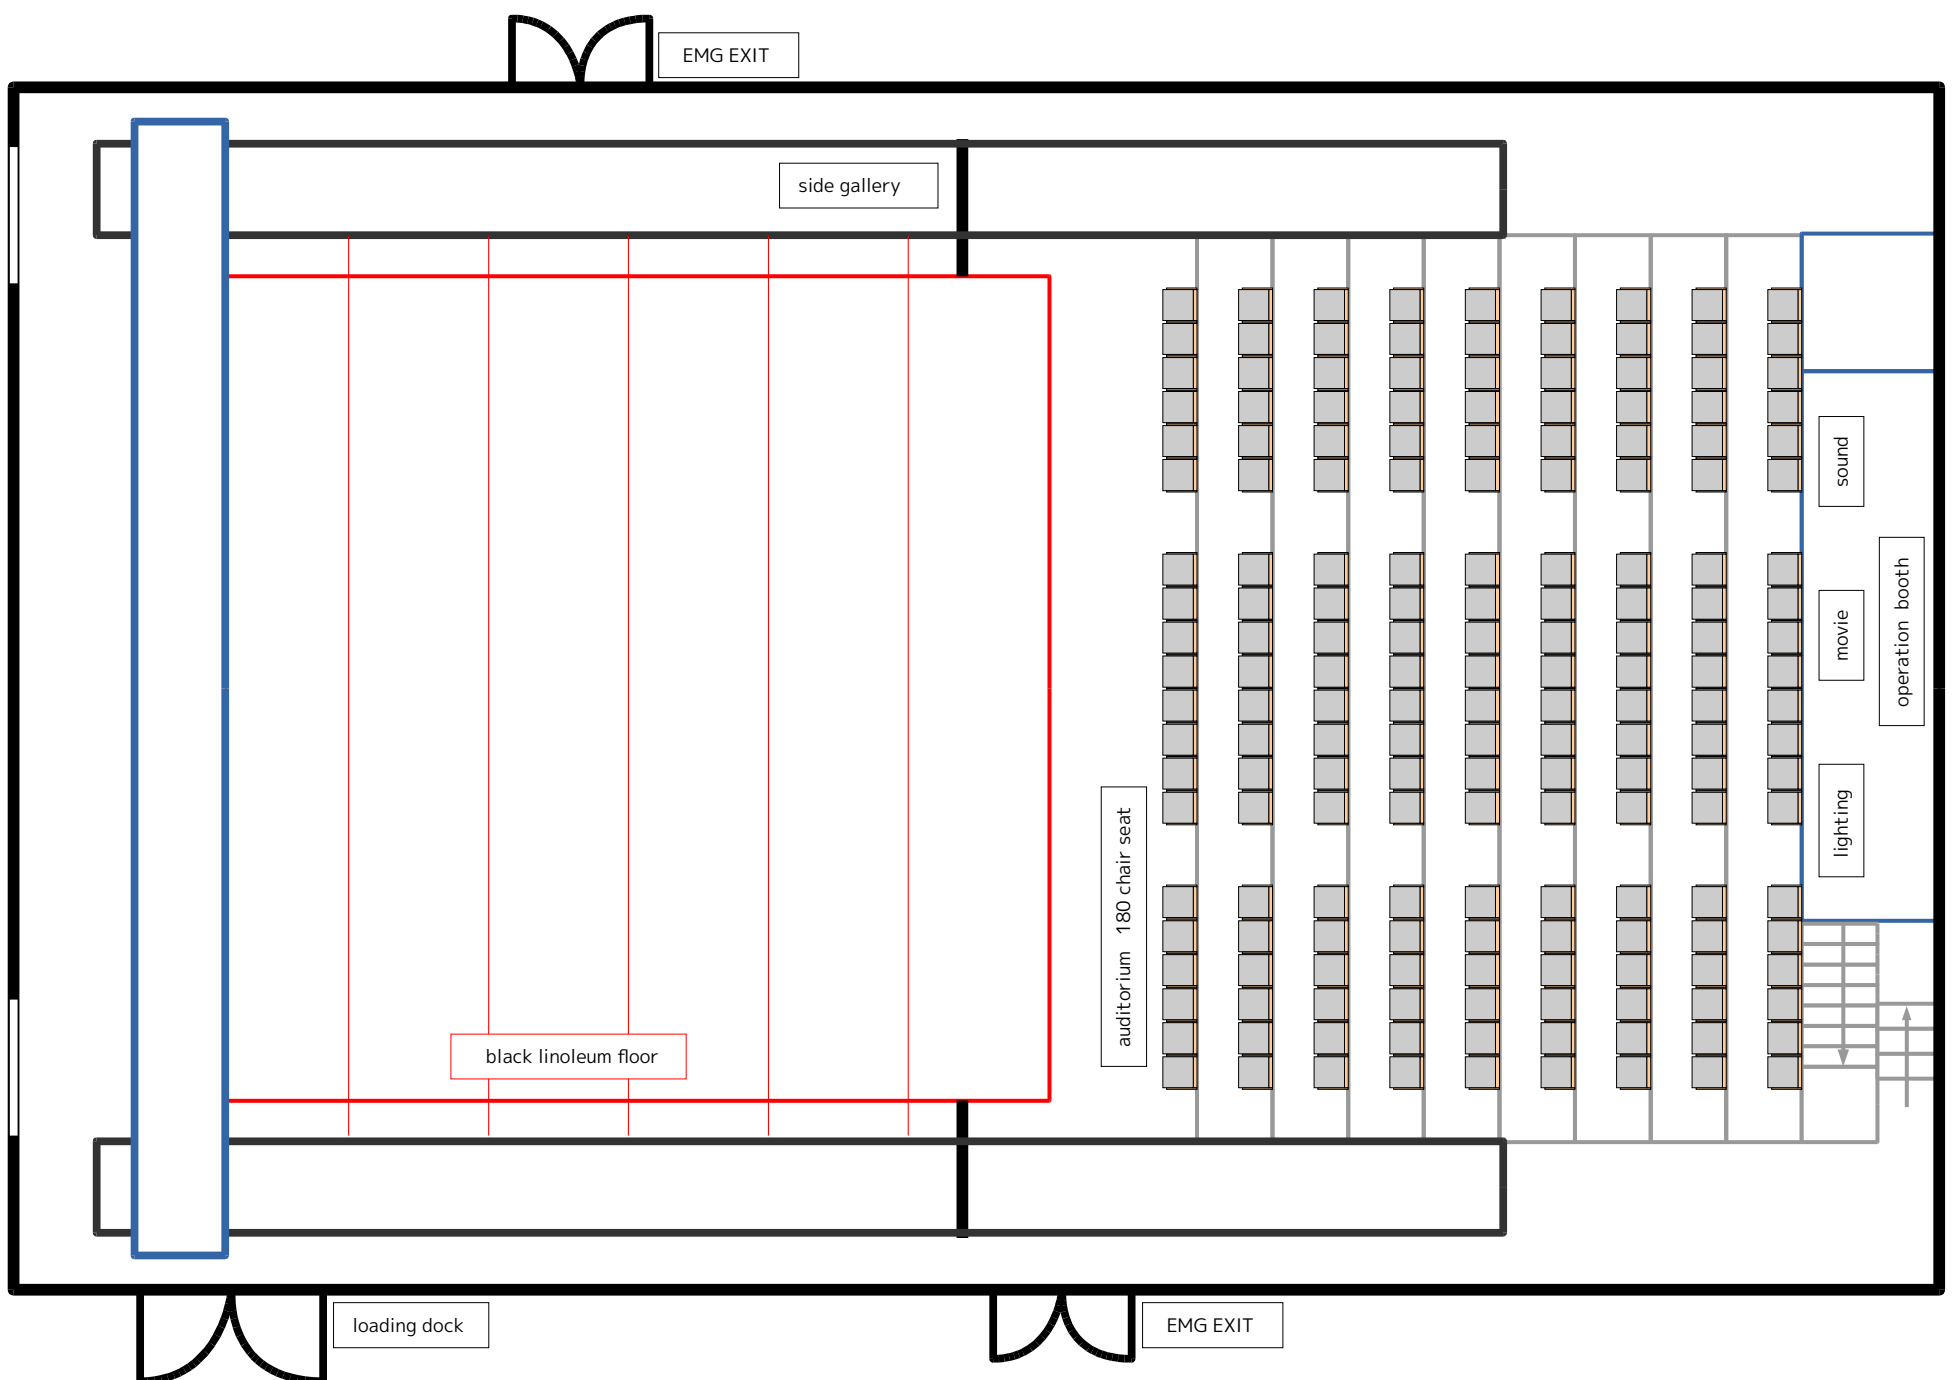 EMG EXIT
side gallery
sound
movie
operation booth
lighting
auditorium 180 chair seat
black linoleum floor
loading dock
EMG EXIT